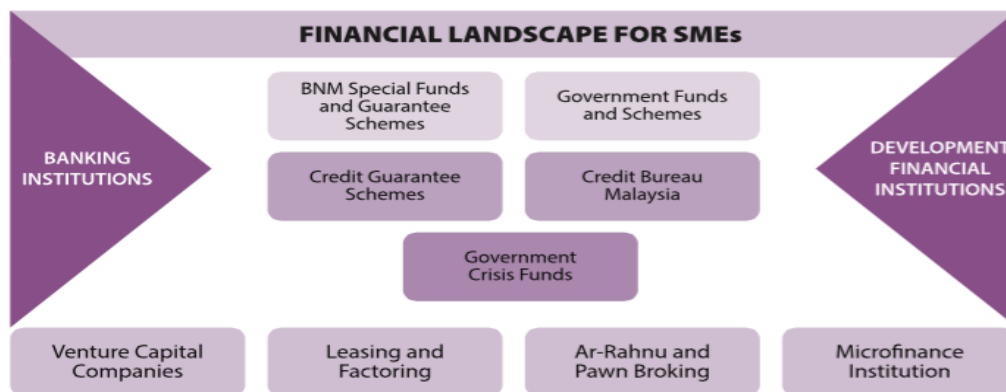 FINANCIAL LANDSCAPE FOR SMEs
BNM Special Funds
and Guarantee
Schemes
Government Funds
and Schemes
BANKING
INSTITUTIONS
DEVELOPMENT
FINANCIAL
INSTITUTIONS
Credit Guarantee
Schemes
Credit Bureau
Malaysia
Government
Crisis Funds
Venture Capital
Companies
Leasing and
Factoring
Ar-Rahnu and
Pawn Broking
Microfinance
Institution